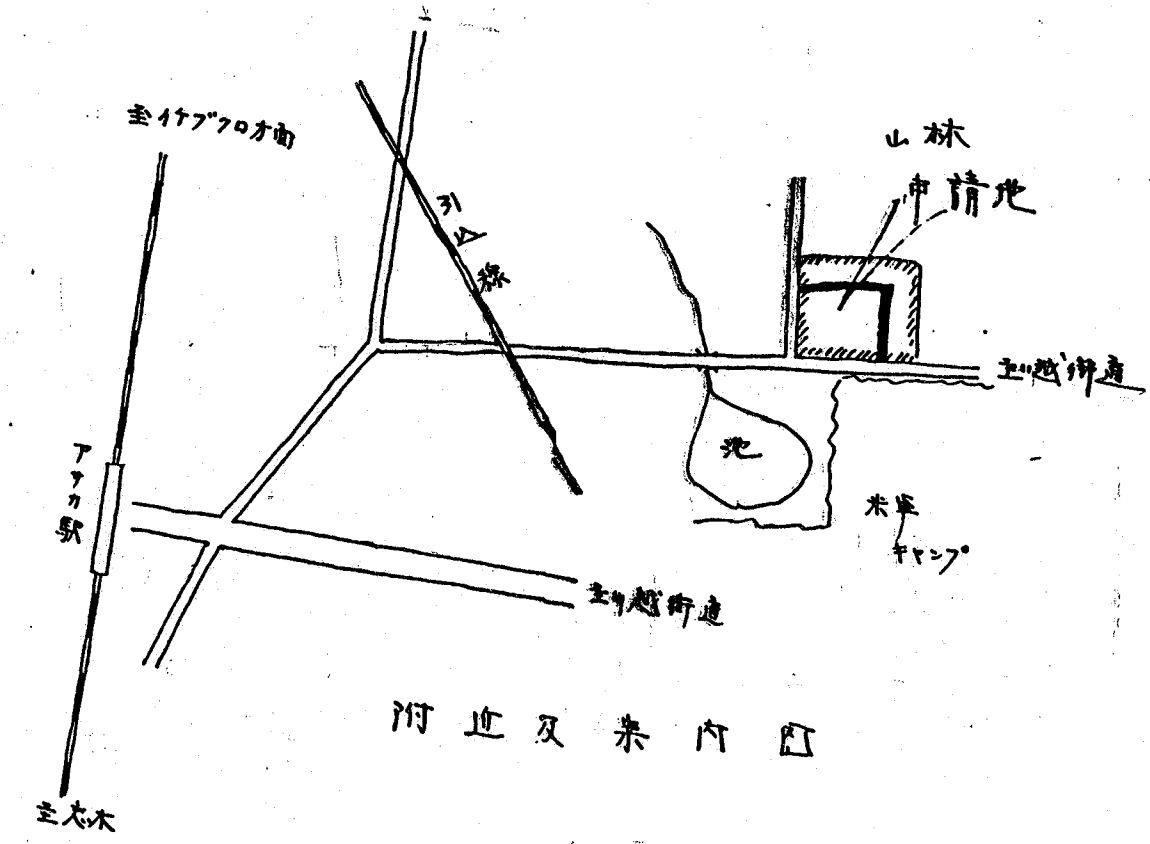 至イケブクロ方面
山林
申請地
引込線
至川越街道
池
アサカ駅
米軍
キャンプ
至川越街道
附近及案内図
至志木